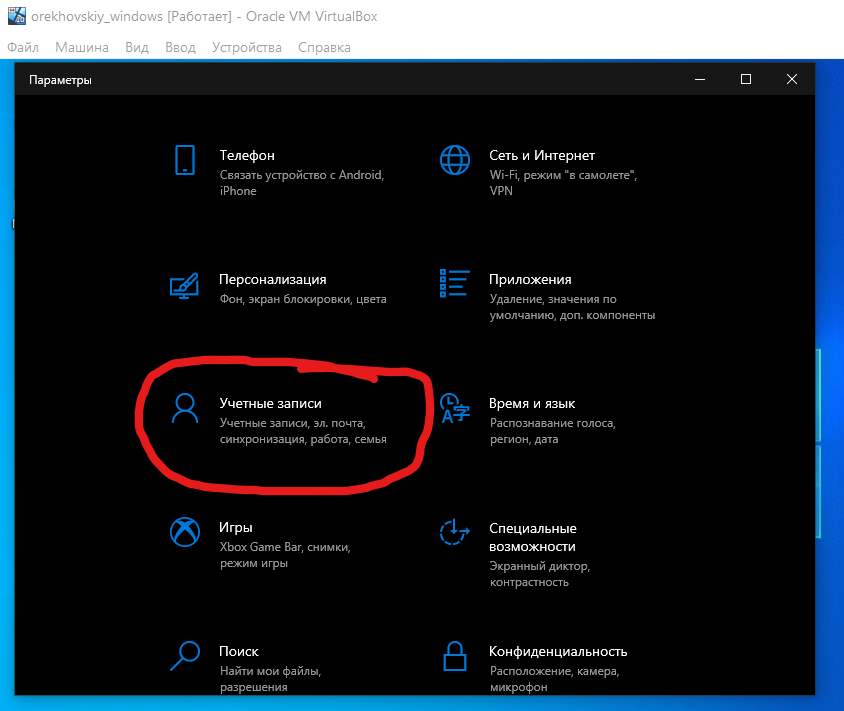 orekhovskiy_windows [Работает] - Oracle VM VirtualBox
Файл Машина Вид Ввод Устройства Справка
Параметры
Телефон
Связать устройство с Android,
iPhone
Сеть и Интернет
Wi-Fi, режим "в самолете",
VPN
Персонализация
Фон, экран блокировки, цвета
Приложения
Удаление, значения по
умолчанию, доп. компоненты
Учетные записи
Учетные записи, эл. почта,
синхронизация, работа, семья
Время и язык
Распознавание голоса,
регион, дата
Игры
Xbox Game Bar, снимки,
режим игры
Специальные
возможности
Экранный диктор,
контрастность
Поиск
Найти мои файлы,
разрешения
Конфиденциальность
Расположение, камера,
микрофон